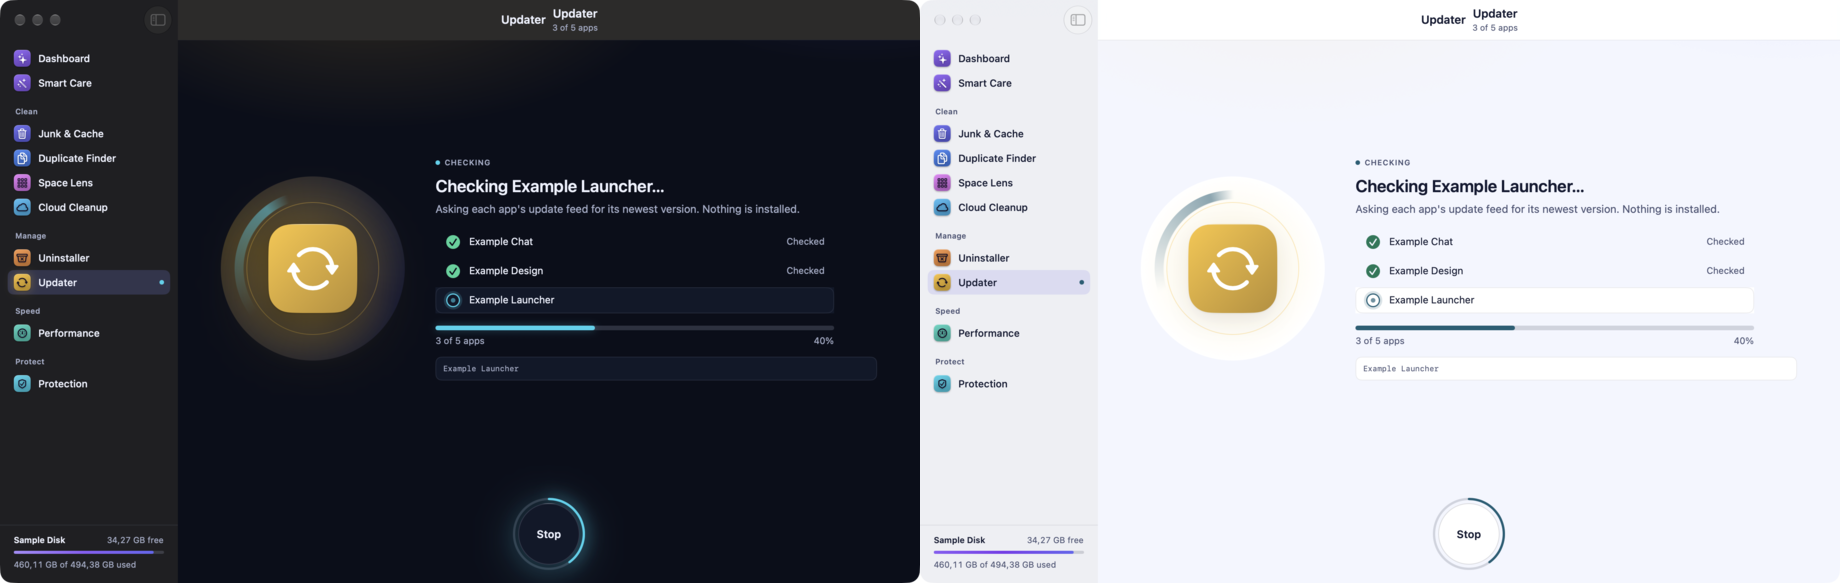 Updater
Updater
3 of 5 apps
Dashboard
Smart Care
Clean
Junk & Cache
Duplicate Finder
Space Lens
Cloud Cleanup
Manage
Uninstaller
Updater
Speed
Performance
Protect
Protection
Sample Disk 34,27 GB free
460,11 GB of 494,38 GB used
CHECKING
Checking Example Launcher...
Asking each app's update feed for its newest version. Nothing is installed.
Example Chat Checked
Example Design Checked
Example Launcher
3 of 5 apps 40%
Example Launcher
Stop
Updater
Updater
3 of 5 apps
Dashboard
Smart Care
Clean
Junk & Cache
Duplicate Finder
Space Lens
Cloud Cleanup
Manage
Uninstaller
Updater
Speed
Performance
Protect
Protection
Sample Disk 34,27 GB free
460,11 GB of 494,38 GB used
CHECKING
Checking Example Launcher...
Asking each app's update feed for its newest version. Nothing is installed.
Example Chat Checked
Example Design Checked
Example Launcher
3 of 5 apps 40%
Example Launcher
Stop